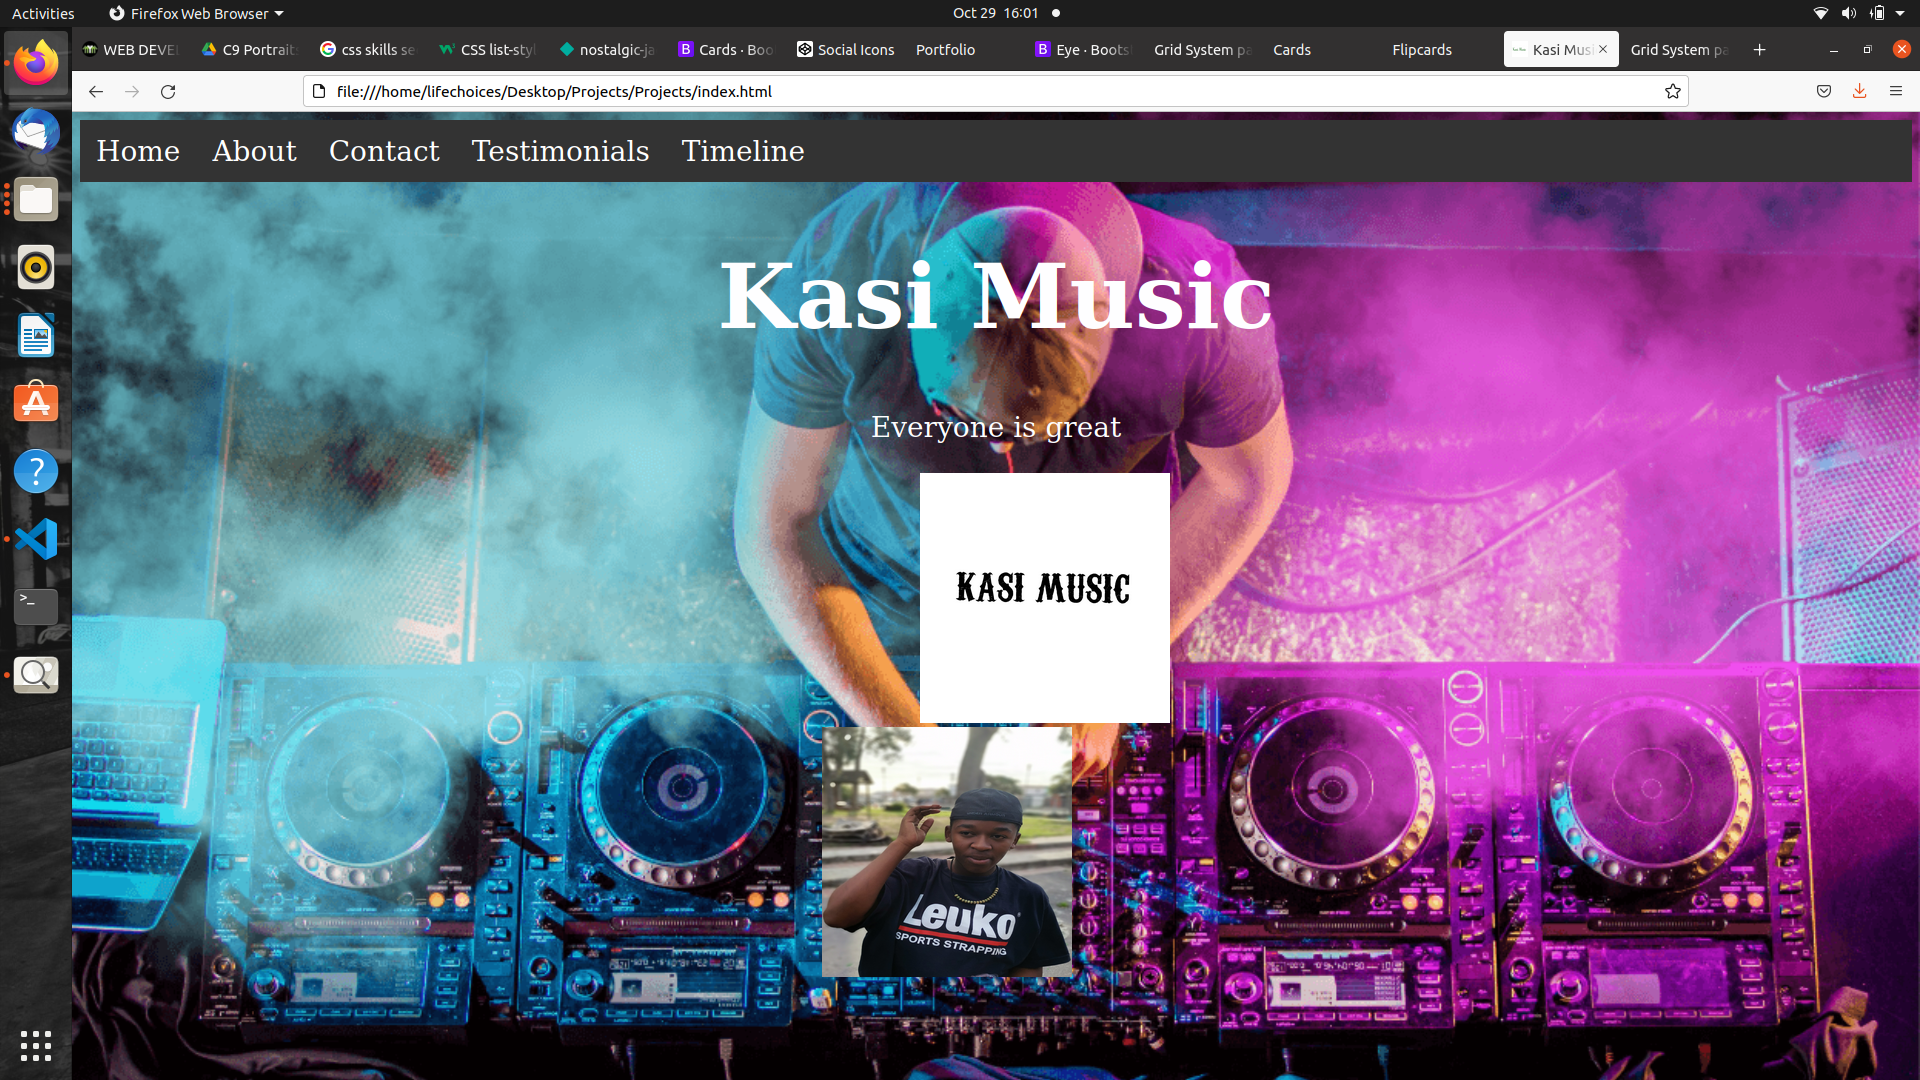 Activities
Firefox Web Browser
Oct 29 16:01
WEB DEVEL
C9 Portraits
css skills se
CSS list-styl
nostalgic-ja
Cards · Boo
Social Icons
Portfolio
Eye · Boots
Grid System pa
Cards
Flipcards
Kasi Musi
Grid System pa
file:///home/lifechoices/Desktop/Projects/Projects/index.html
Home
About
Contact
Testimonials
Timeline
Kasi Music
Everyone is great
KASI MUSIC
Leuko
SPORTS STRAPPING